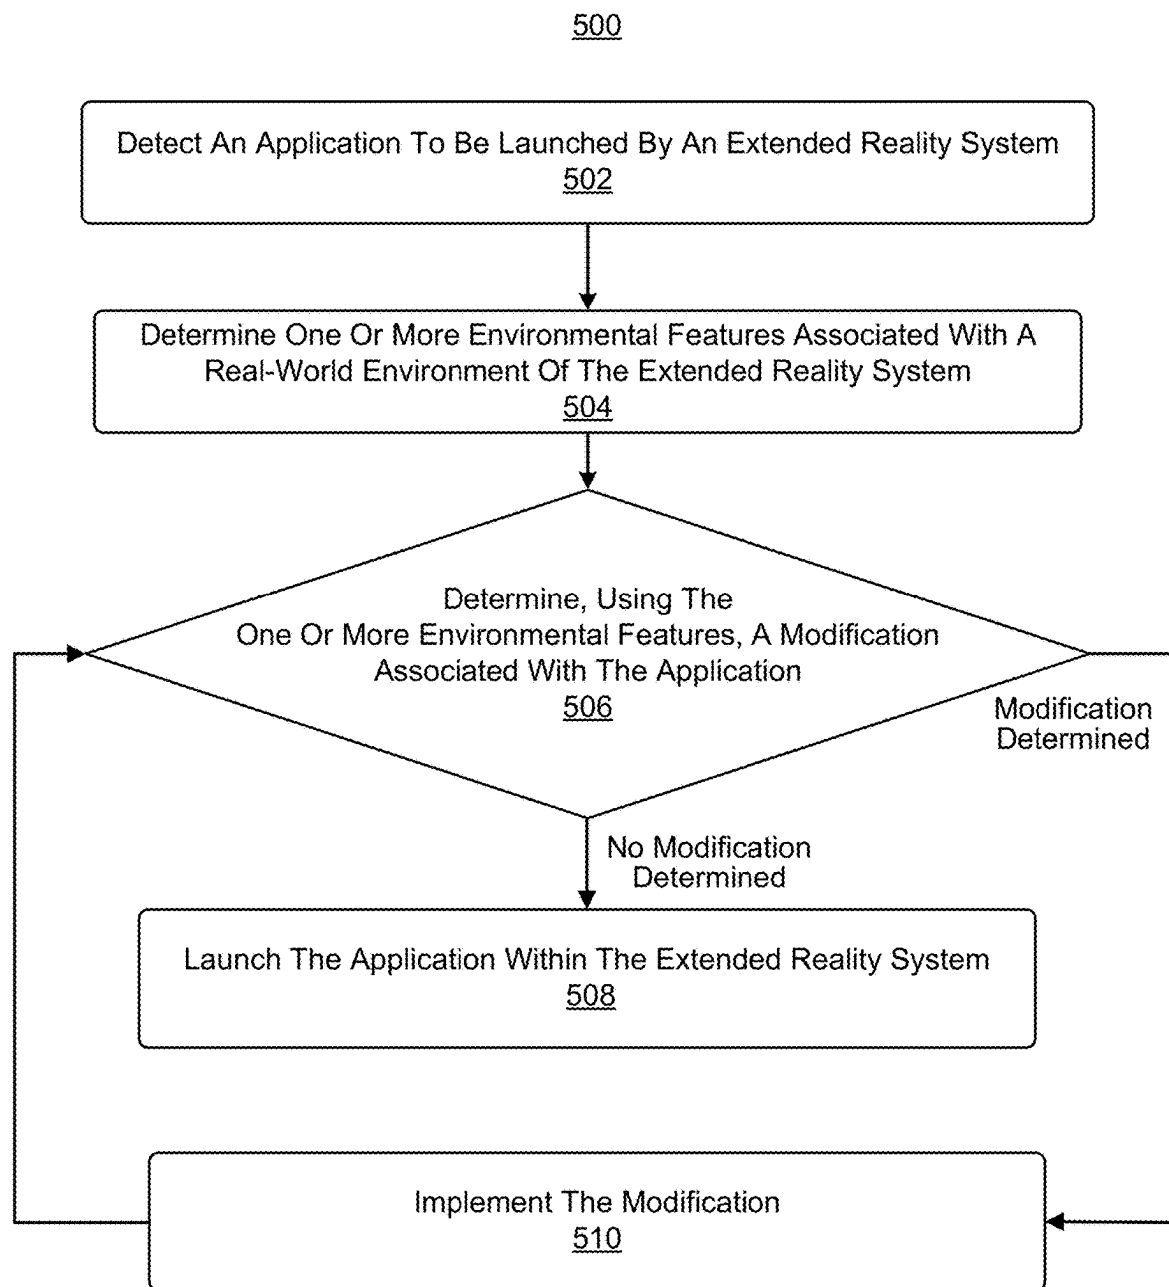 500
Detect An Application To Be Launched By An Extended Reality System
502
Determine One Or More Environmental Features Associated With A
Real-World Environment Of The Extended Reality System
504
Determine, Using The
One Or More Environmental Features, A Modification
Associated With The Application
506
Modification
Determined
No Modification
Determined
Launch The Application Within The Extended Reality System
508
Implement The Modification
510